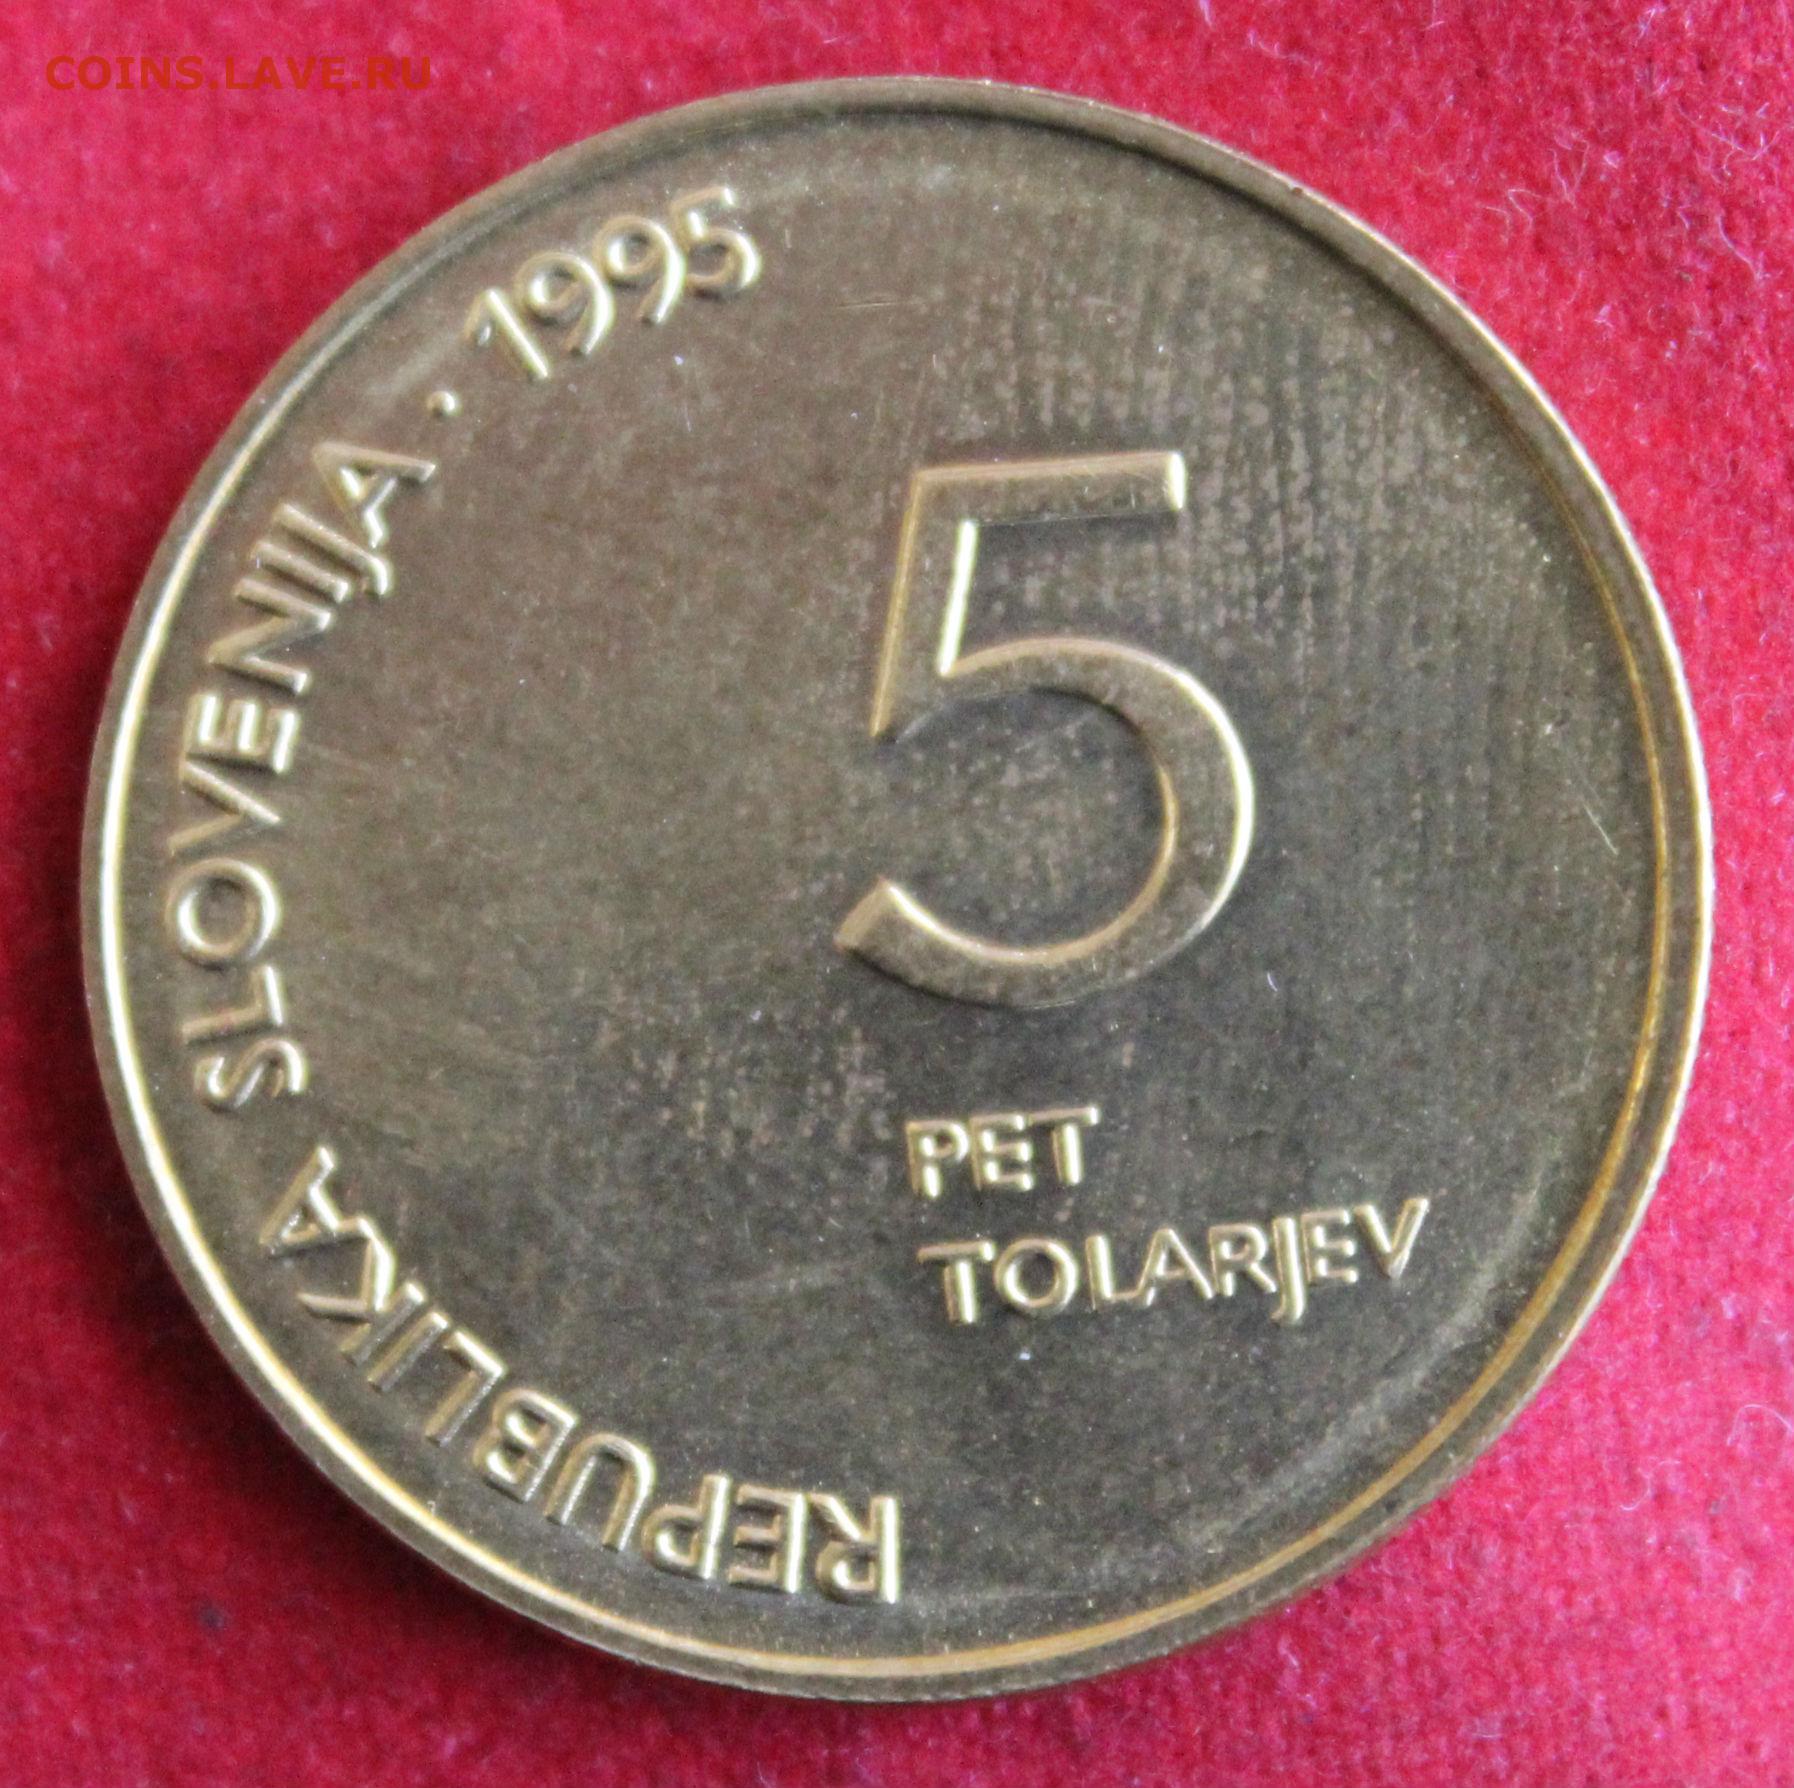 COINS.LAVE.RU
REPUBLIKA SLOVENIJA · 1995
5
PET
TOLARJEV